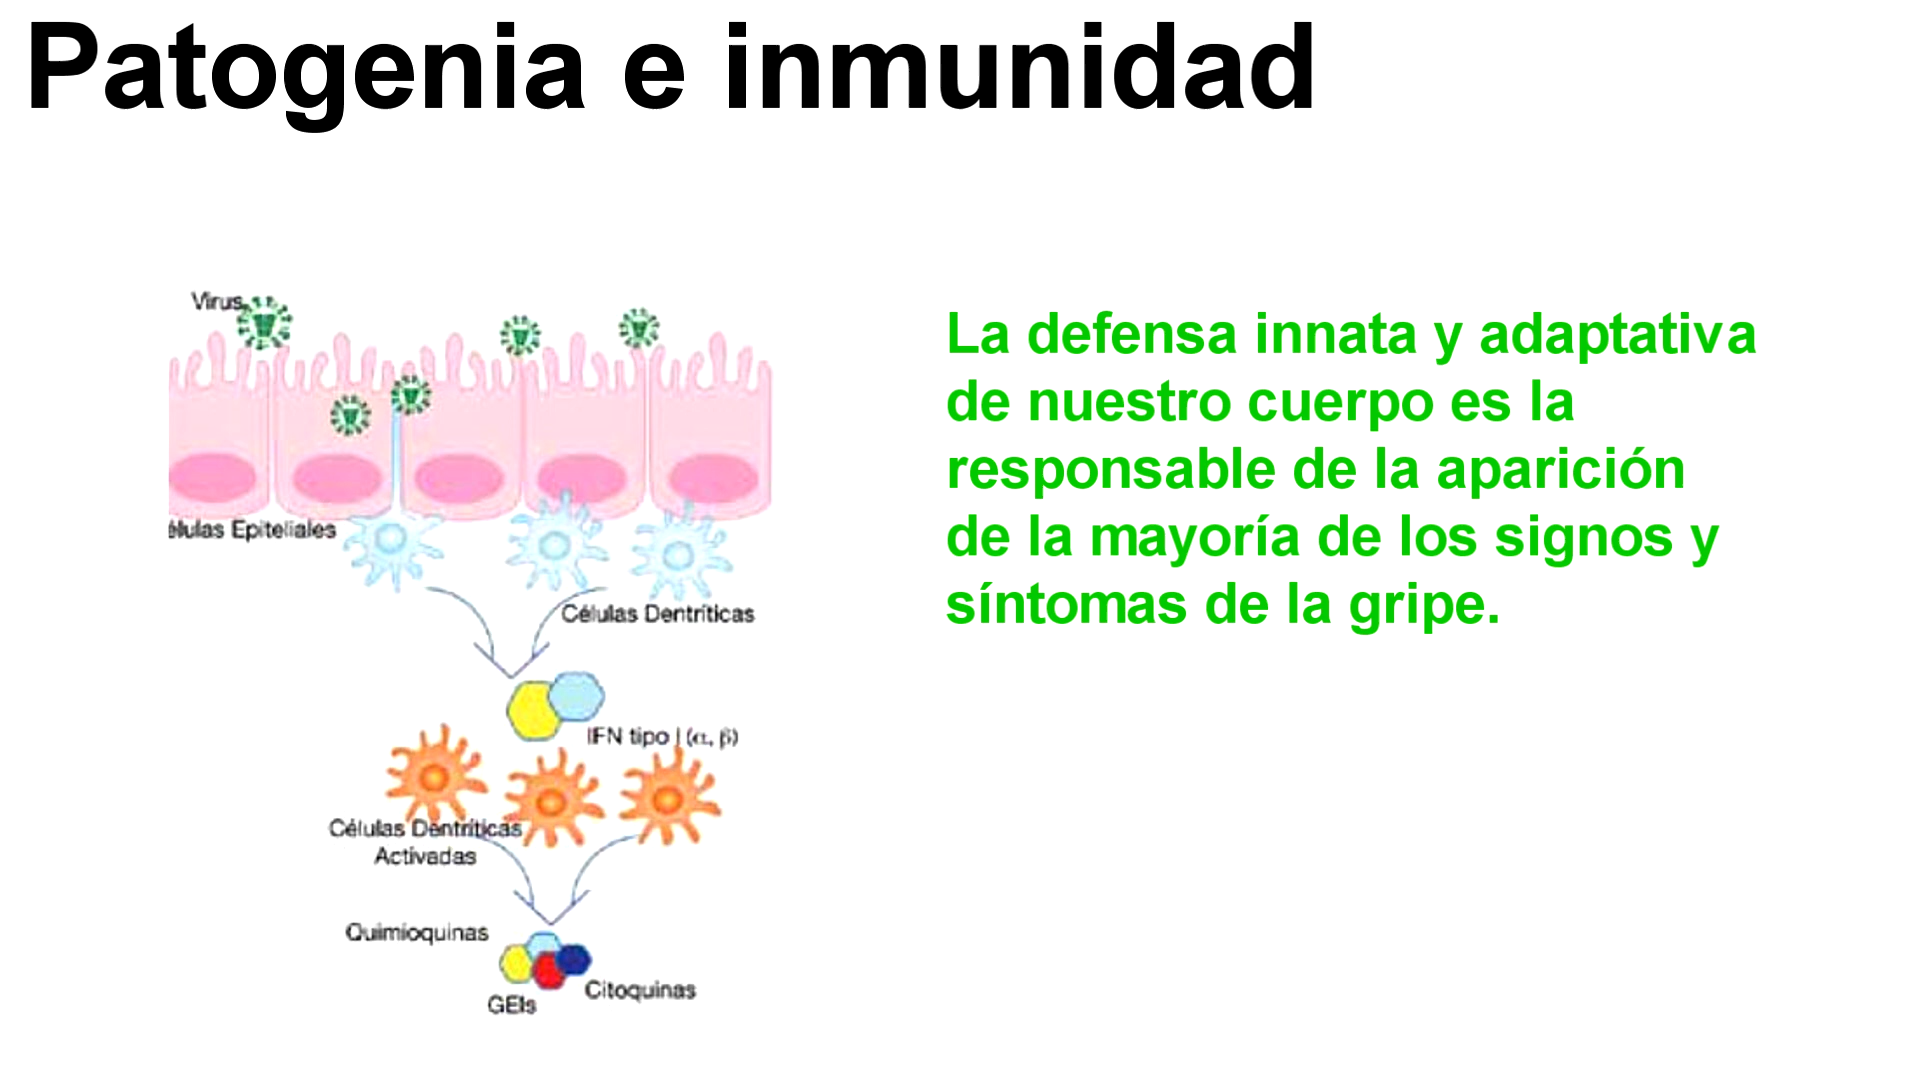 Patogenia e inmunidad
Virus
élulas Epiteliales
Células Dentríticas
IFN tipo I (α, β)
Células Dentríticas
Activadas
Quimioquinas
GEIs
Citoquinas
La defensa innata y adaptativa
de nuestro cuerpo es la
responsable de la aparición
de la mayoría de los signos y
síntomas de la gripe.